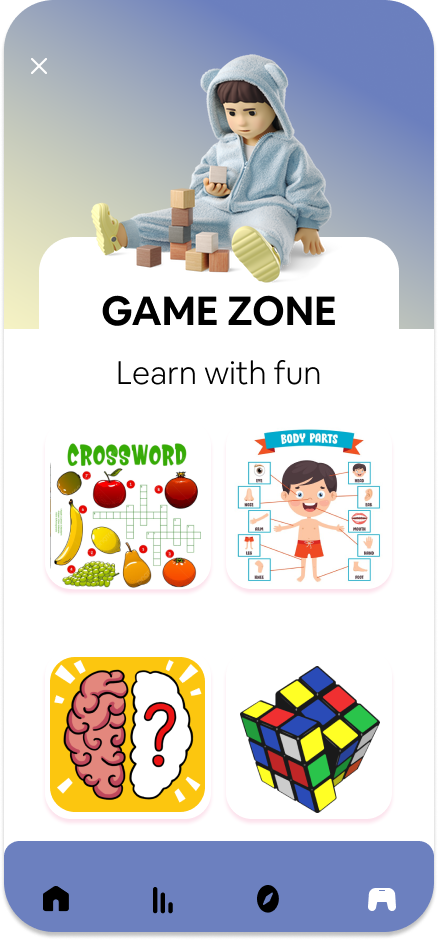 GAME ZONE
Learn with fun
CROSSWORD
BODY PARTS
EYE
HEAD
NOSE
EAR
ARM
MOUTH
LEG
HAND
KNEE
FOOT
?